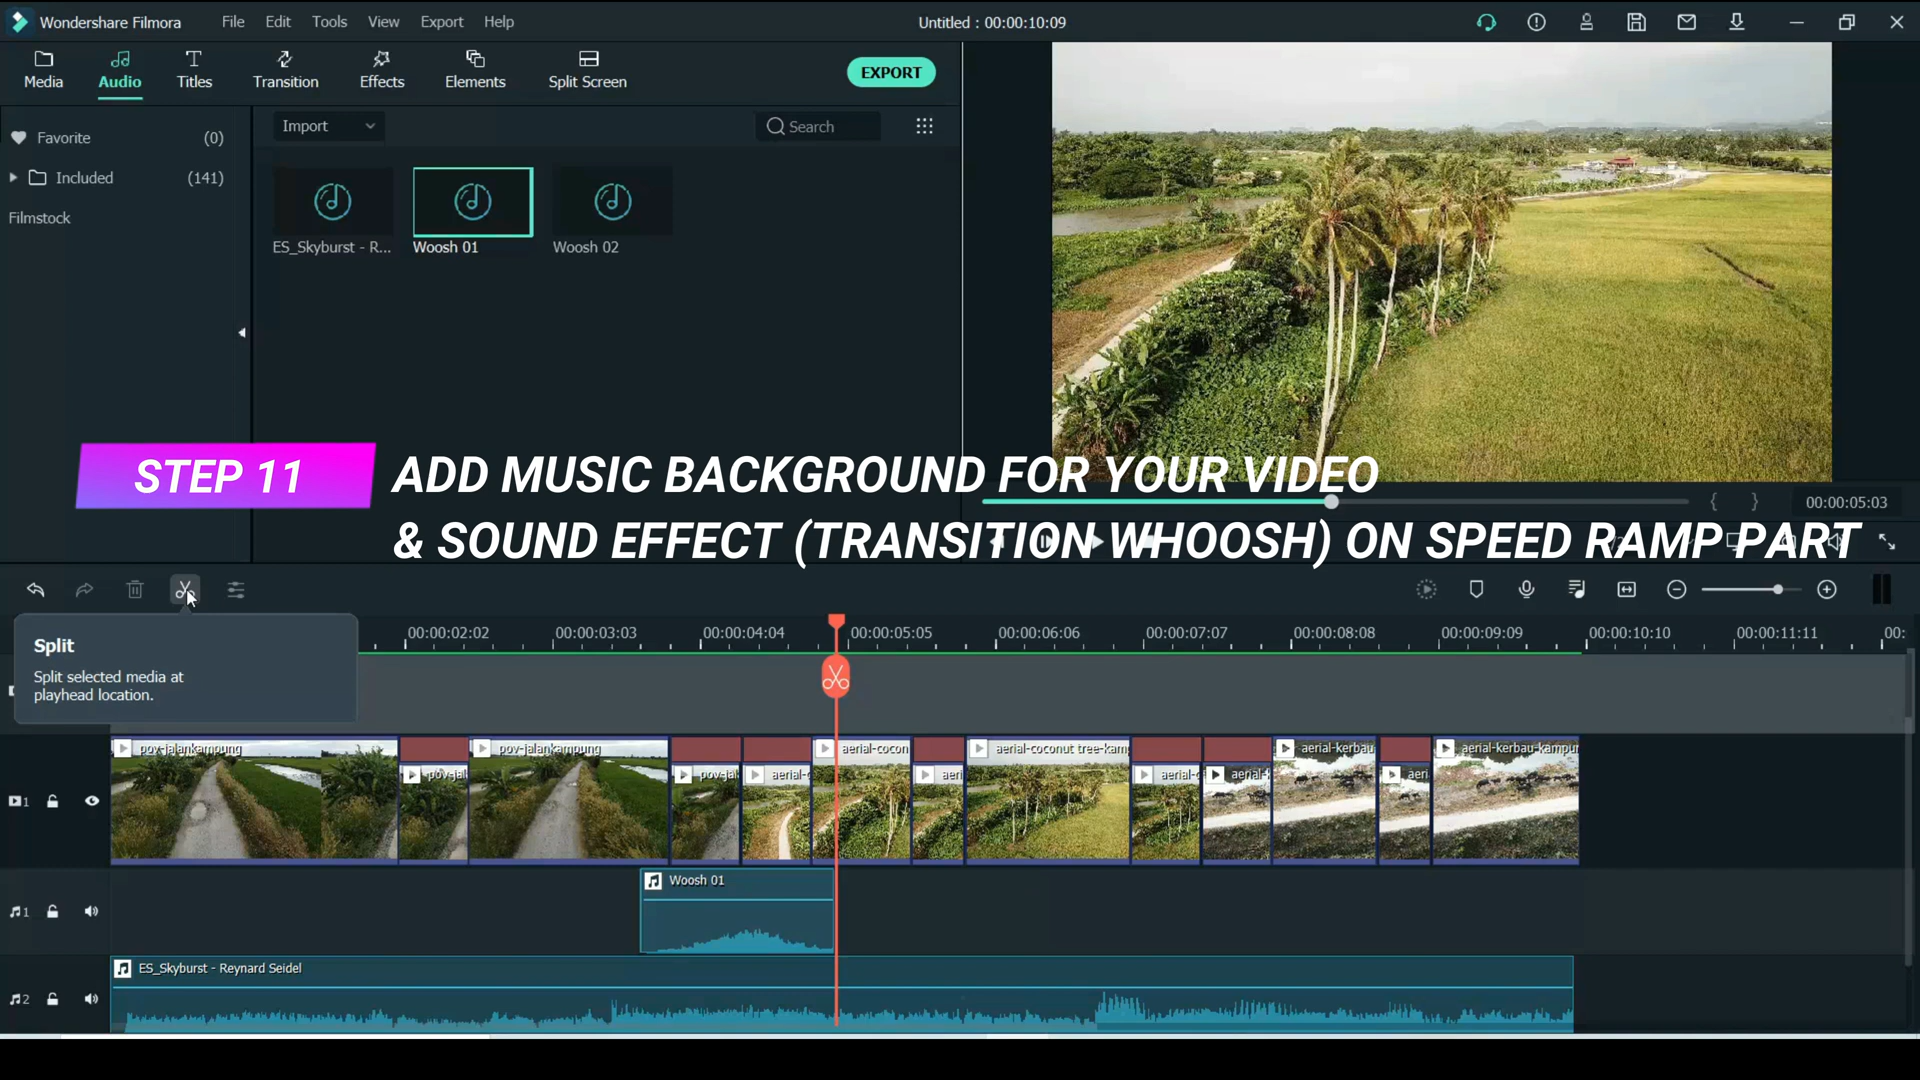 Wondershare Filmora File Edit Tools View Export Help Untitled : 00:00:10:09
Media Audio Titles Transition Effects Elements Split Screen EXPORT
Favorite (0) Import Search
Included (141)
Filmstock
ES_Skyburst - R... Woosh 01 Woosh 02
STEP 11 ADD MUSIC BACKGROUND FOR YOUR VIDEO
00:00:05:03
& SOUND EFFECT (TRANSITION WHOOSH) ON SPEED RAMP PART
Split
Split selected media at
playhead location.
00:00:02:02 00:00:03:03 00:00:04:04 00:00:05:05 00:00:06:06 00:00:07:07 00:00:08:08 00:00:09:09 00:00:10:10 00:00:11:11 00:
pov-jalankampung pov-jalankampung aerial-cocon aerial-coconut tree-kam aerial-kerbau aerial-kerbau-kampun
pov-jal pov-jal aerial-c aeri aerial-c aerial-k aeri
1
Woosh 01
1
ES_Skyburst - Reynard Seidel
2